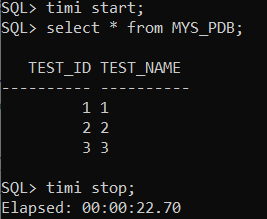 SQL> timi start;
SQL> select * from MYS_PDB;
TEST_ID TEST_NAME
---------- ----------
1 1
2 2
3 3
SQL> timi stop;
Elapsed: 00:00:22.70